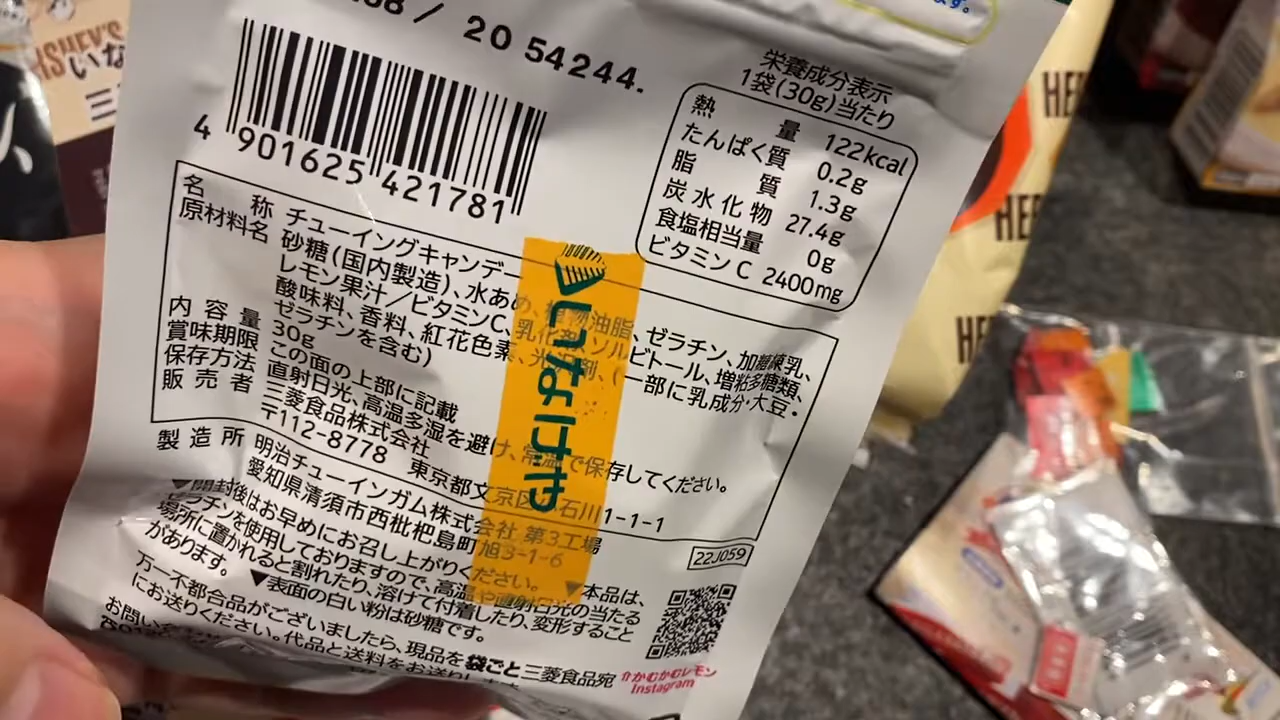 20 54244.
4 901625 421781
栄養成分表示
1袋(30g)当たり
熱量 122kcal
たんぱく質 0.2g
脂質 1.3g
炭水化物 27.4g
食塩相当量 0g
ビタミンC 2400mg
名称 チューイングキャンデー
原材料名 砂糖(国内製造)、水あめ、植物油脂、ゼラチン、加糖練乳、
レモン果汁/ビタミンC、乳化剤、ソルビトール、増粘多糖類、
酸味料、香料、紅花色素、光沢剤、(一部に乳成分・大豆・
ゼラチンを含む)
内容量 30g
賞味期限 この面の上部に記載
保存方法 直射日光、高温多湿を避け、常温で保存してください。
販売者 三菱食品株式会社
〒112-8778 東京都文京区小石川1-1-1
製造所 明治チューインガム株式会社 第3工場
愛知県清須市西枇杷島町旭3-1-6
22J059
▼開封後はお早めにお召し上がりください。 ▼本品は、
ゼラチンを使用しておりますので、高温や直射日光の当たる
場所に置かれると割れたり、溶けて付着したり、変形すること
があります。 ▼表面の白い粉は砂糖です。
万一不都合品がございましたら、現品を袋ごと三菱食品宛
にお送りください。代品と送料をお送りします
お問い
かむかむレモン
Instagram
いなげや
HERSHEY'S
いな
三
HE
HE
HE